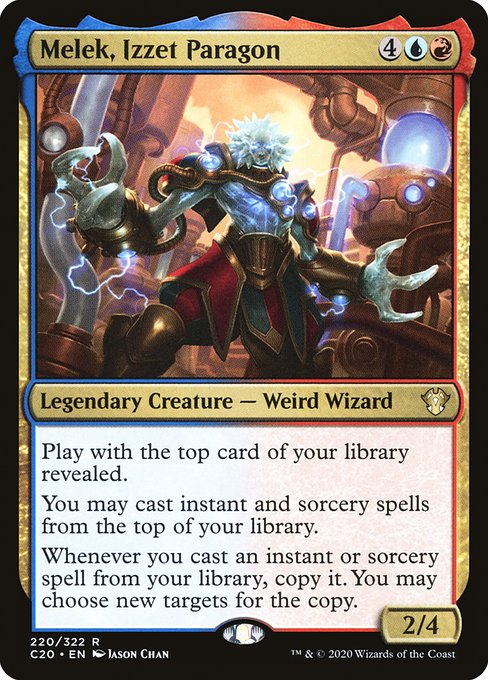 Melek, Izzet Paragon 4
Legendary Creature — Weird Wizard
Play with the top card of your library
revealed.
You may cast instant and sorcery spells
from the top of your library.
Whenever you cast an instant or sorcery
spell from your library, copy it. You may
choose new targets for the copy.
2/4
220/322 R
C20 • EN Jason Chan
™ & © 2020 Wizards of the Coast